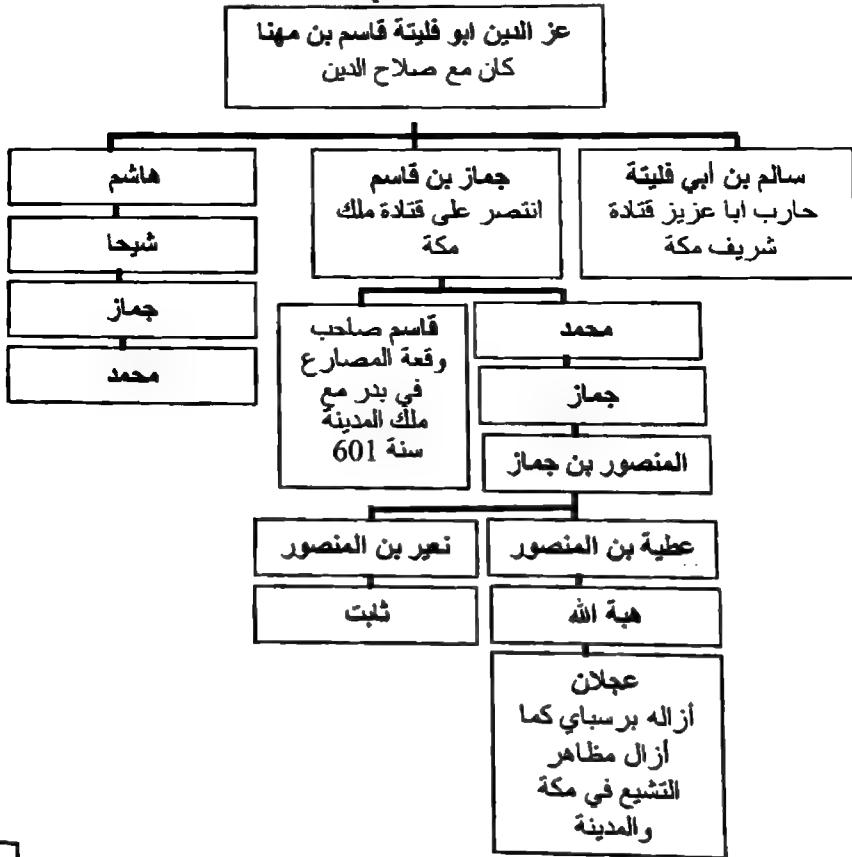 عز الدين ابو فليتة قاسم بن مهنا
كان مع صلاح الدين
سالم بن أبي فليتة
حارب ابا عزيز قتادة
شريف مكة
جماز بن قاسم
انتصر على قتادة ملك
مكة
هاشم
شيحا
جماز
محمد
محمد
جماز
المنصور بن جماز
قاسم صاحب
وقعة المصارع
في بدر مع
ملك المدينة
سنة 601
عطية بن المنصور
هبة الله
عجلان
أزاله برسباي كما
أزال مظاهر
التشيع في مكة
والمدينة
نعير بن المنصور
ثابت